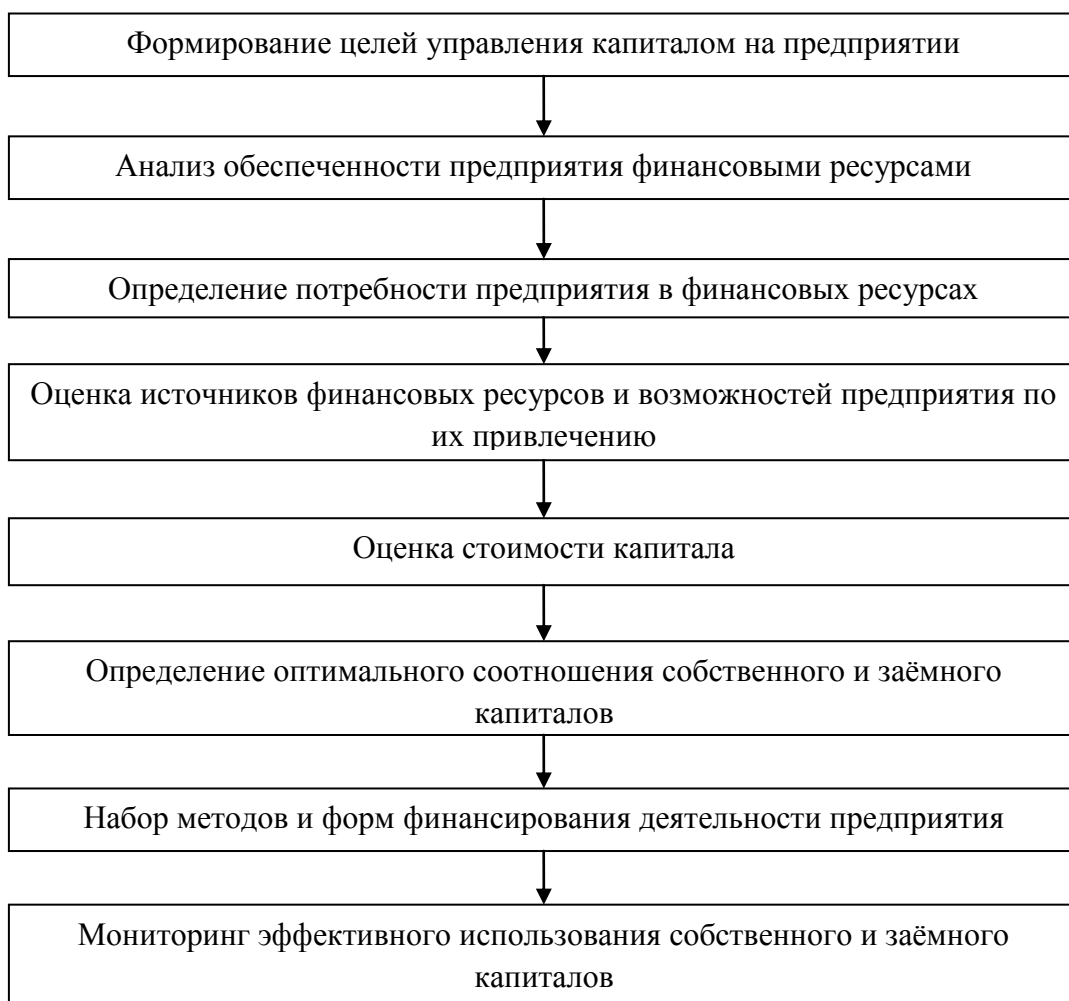 Формирование целей управления капиталом на предприятии
Анализ обеспеченности предприятия финансовыми ресурсами
Определение потребности предприятия в финансовых ресурсах
Оценка источников финансовых ресурсов и возможностей предприятия по
их привлечению
Оценка стоимости капитала
Определение оптимального соотношения собственного и заёмного
капиталов
Набор методов и форм финансирования деятельности предприятия
Мониторинг эффективного использования собственного и заёмного
капиталов